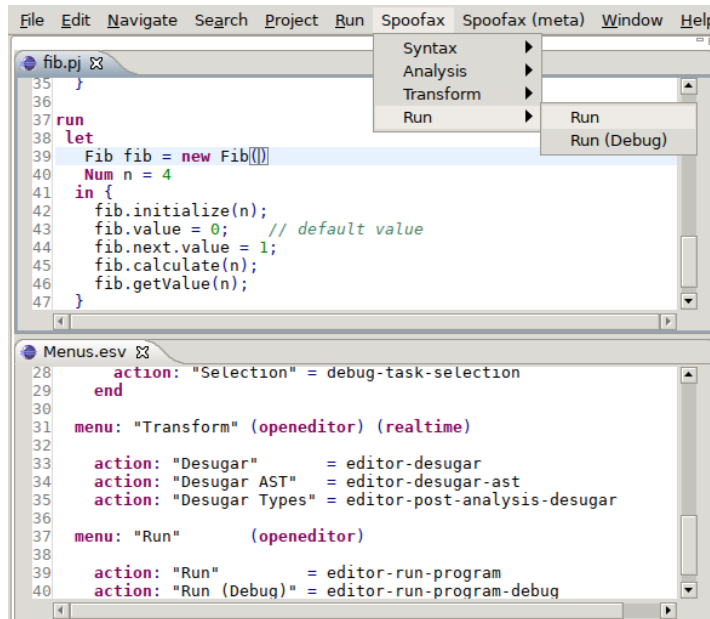 File Edit Navigate Search Project Run Spoofax Spoofax (meta) Window Help
Syntax
Analysis
Transform
Run
Run
Run (Debug)
fib.pj
35   }
36
37 run
38  let
39    Fib fib = new Fib()
40    Num n = 4
41   in {
42     fib.initialize(n);
43     fib.value = 0;    // default value
44     fib.next.value = 1;
45     fib.calculate(n);
46     fib.getValue(n);
47   }
Menus.esv
28       action: "Selection" = debug-task-selection
29     end
30
31   menu: "Transform" (openeditor) (realtime)
32
33     action: "Desugar"       = editor-desugar
34     action: "Desugar AST"   = editor-desugar-ast
35     action: "Desugar Types" = editor-post-analysis-desugar
36
37   menu: "Run"       (openeditor)
38
39     action: "Run"         = editor-run-program
40     action: "Run (Debug)" = editor-run-program-debug